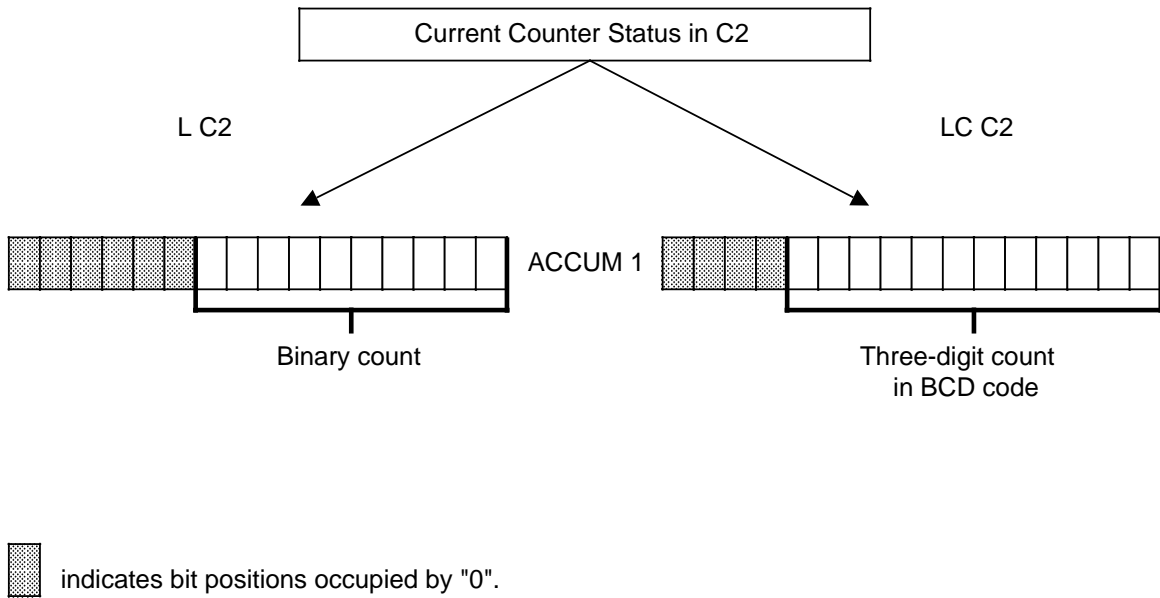 Current Counter Status in C2
L C2
LC C2
ACCUM 1
Binary count
Three-digit count
in BCD code
indicates bit positions occupied by "0".